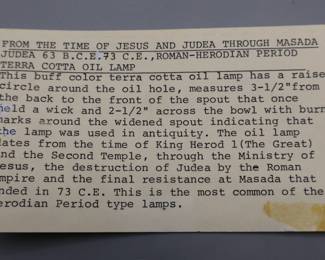 FROM THE TIME OF JESUS AND JUDEA THROUGH MASADA
JUDEA 63 B.C.E.73 C.E.,ROMAN-HERODIAN PERIOD
TERRA COTTA OIL LAMP
This buff color terra cotta oil lamp has a raise
circle around the oil hole, measures 3-1/2"from
the back to the front of the spout that once
held a wick and 2-1/2" across the bowl with burn
marks around the widened spout indicating that
the lamp was used in antiquity. The oil lamp
dates from the time of King Herod l(The Great)
and the Second Temple, through the Ministry of
Jesus, the destruction of Judea by the Roman
mpire and the final resistance at Masada that
nded in 73 C.E. This is the most common of the
erodian Period type lamps.